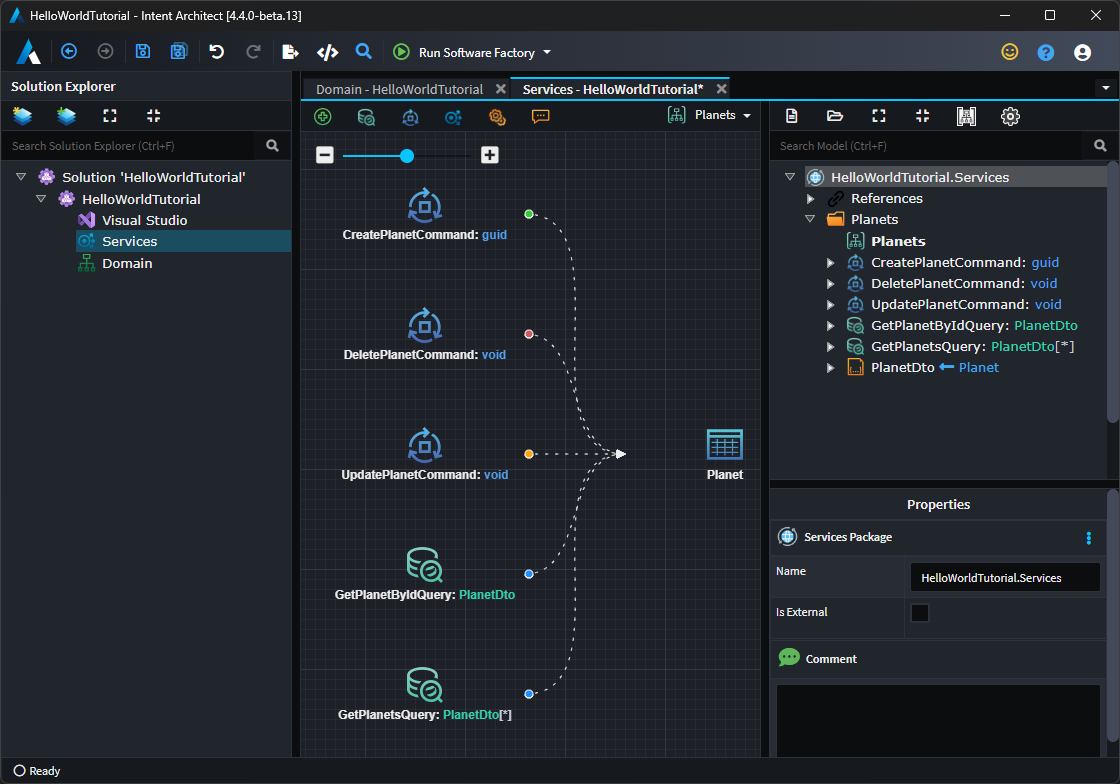 HelloWorldTutorial - Intent Architect [4.4.0-beta.13]
Run Software Factory
Solution Explorer
Search Solution Explorer (Ctrl+F)
Solution 'HelloWorldTutorial'
HelloWorldTutorial
Visual Studio
Services
Domain
Domain - HelloWorldTutorial
Services - HelloWorldTutorial*
Planets
CreatePlanetCommand: guid
DeletePlanetCommand: void
UpdatePlanetCommand: void
Planet
GetPlanetByIdQuery: PlanetDto
GetPlanetsQuery: PlanetDto[*]
Search Model (Ctrl+F)
HelloWorldTutorial.Services
References
Planets
Planets
CreatePlanetCommand: guid
DeletePlanetCommand: void
UpdatePlanetCommand: void
GetPlanetByIdQuery: PlanetDto
GetPlanetsQuery: PlanetDto[*]
PlanetDto Planet
Properties
Services Package
Name
HelloWorldTutorial.Services
Is External
Comment
Ready